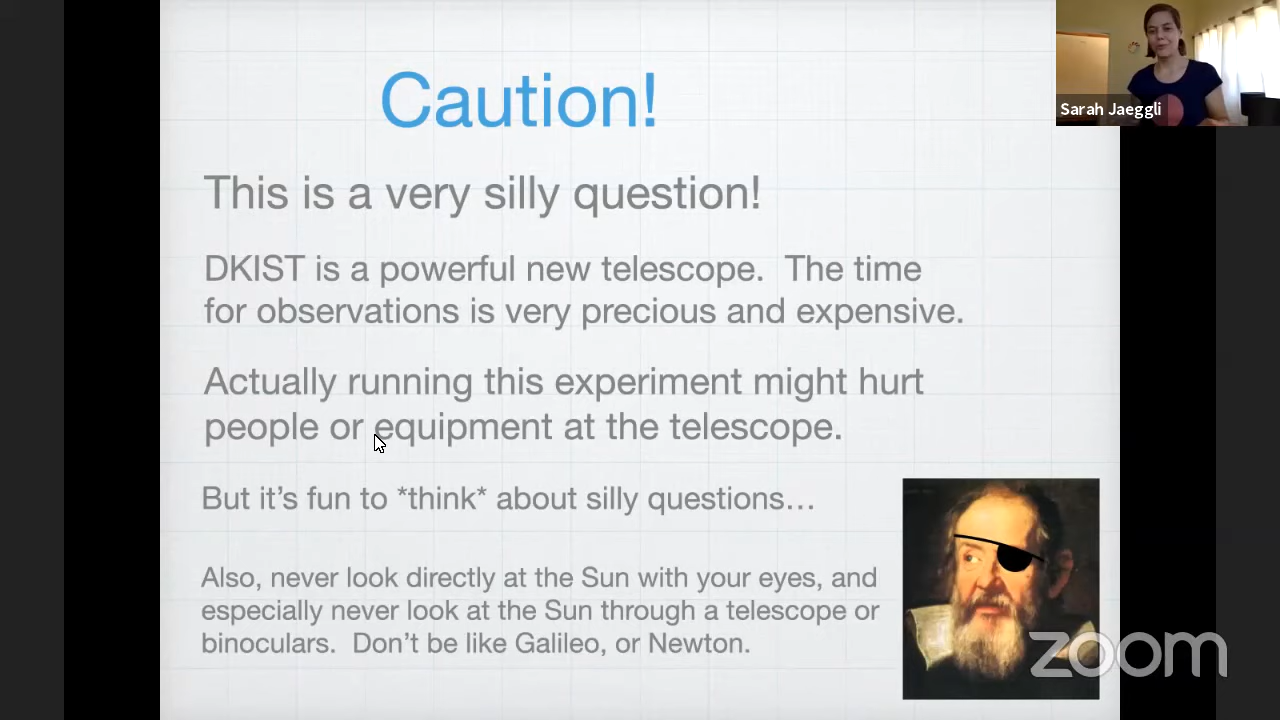 Caution!
Sarah Jaeggli
This is a very silly question!
DKIST is a powerful new telescope.  The time
for observations is very precious and expensive.
Actually running this experiment might hurt
people or equipment at the telescope.
But it's fun to *think* about silly questions…
Also, never look directly at the Sun with your eyes, and
especially never look at the Sun through a telescope or
binoculars.  Don't be like Galileo, or Newton.
zoom